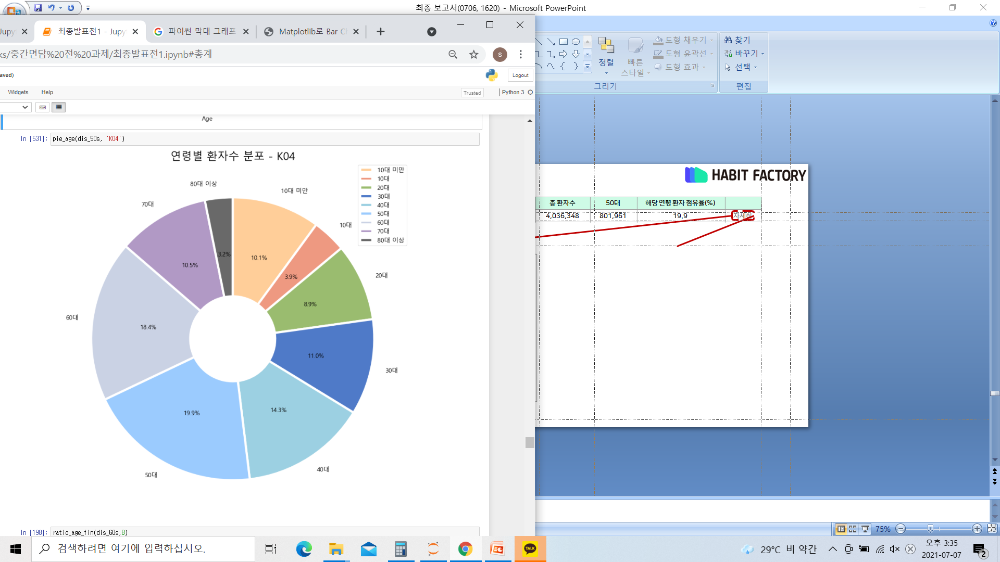 최종 보고서(0706, 1620) - Microsoft PowerPoint
Jupy
최종발표전1 - Jupy
파이썬 막대 그래프
Matplotlib로 Bar Ch
ks/중간면담%20전%20과제/최종발표전1.ipynb#총계
s
aved)
Logout
Widgets
Help
Trusted
Python 3
정렬
빠른
스타일
도형 채우기
도형 윤곽선
도형 효과
그리기
찾기
바꾸기
선택
편집
Age
In [531]:
pie_age(dis_50s, 'K04')
연령별 환자수 분포 - K04
10대 미만
10대
20대
30대
40대
50대
60대
70대
80대 이상
80대 이상
10대 미만
70대
10대
20대
60대
30대
50대
40대
3.2%
10.1%
10.5%
3.9%
8.9%
18.4%
11.0%
14.3%
19.9%
In [198]:
ratio_age_fin(dis_60s,8)
HABIT FACTORY
총 환자수
50대
해당 연령 환자 점유율(%)
4,036,348
801,961
19.9
자세히
75%
검색하려면 여기에 입력하십시오.
TALK
29°C 비 약간
오후 3:35
2021-07-07
2